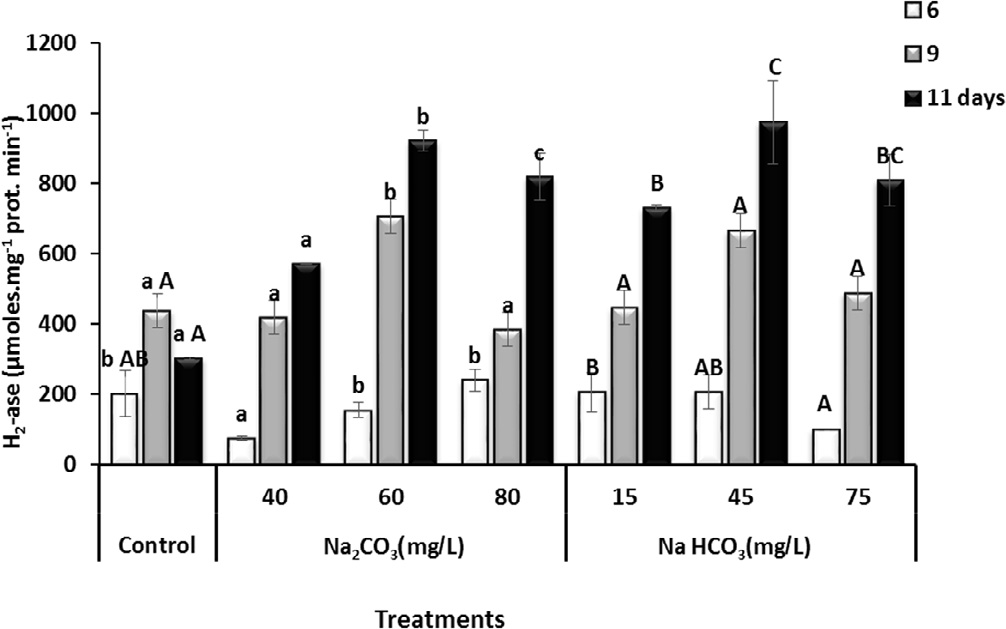 6
9
11 days
H2-ase (µmoles.mg-1 prot. min-1)
1200
1000
800
600
400
200
0
b AB
a A
a A
a
a
a
b
b
b
b
a
c
B
A
B
AB
A
C
A
A
BC
40
60
80
15
45
75
Control
Na2CO3(mg/L)
Na HCO3(mg/L)
Treatments